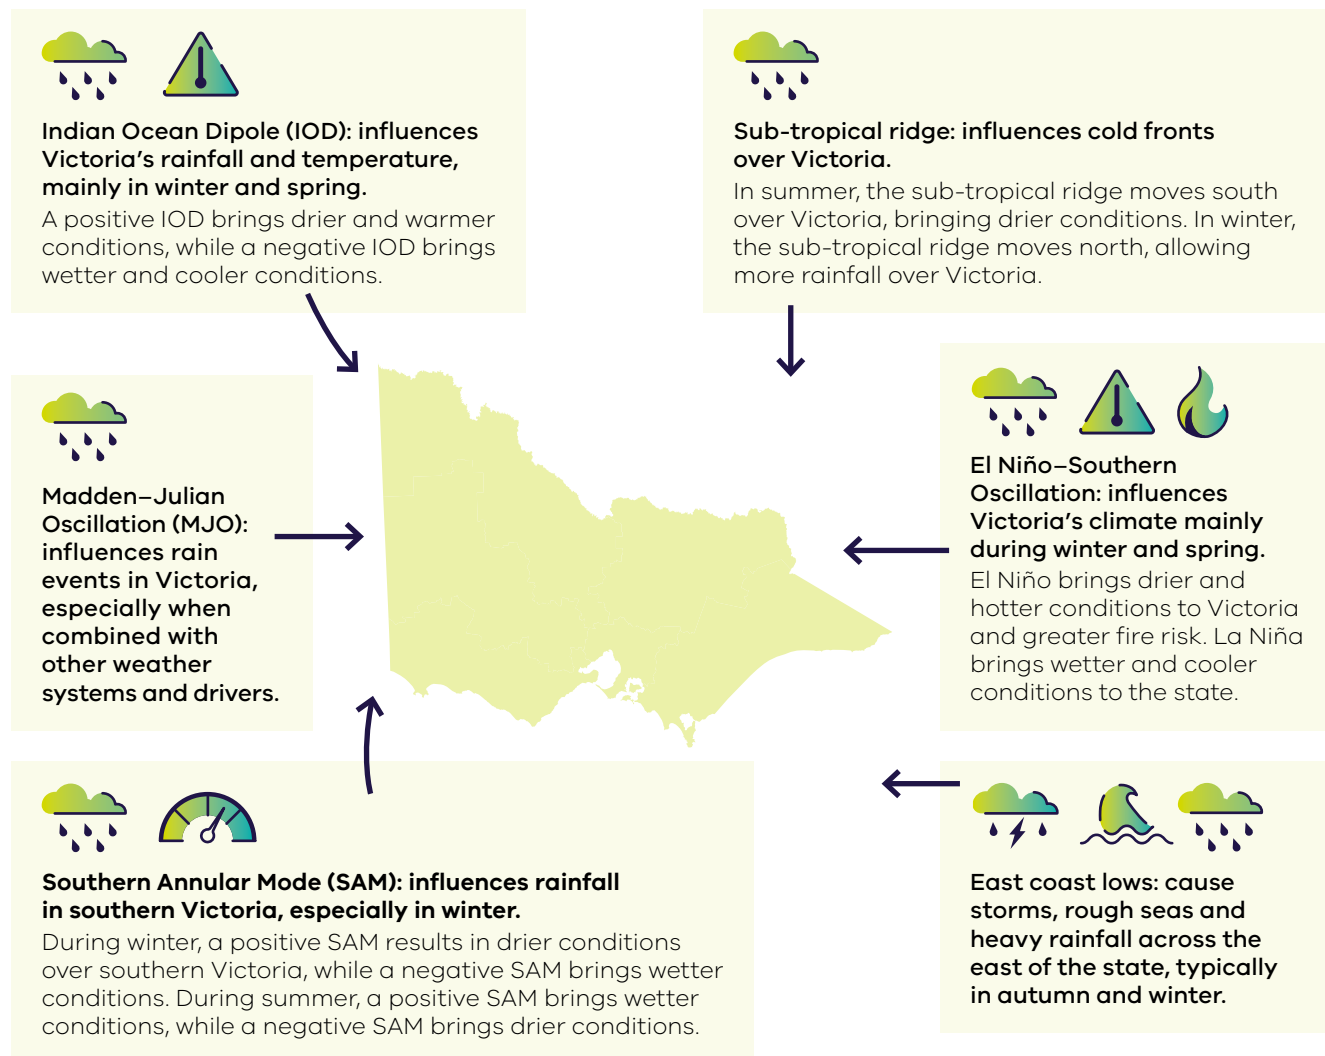 Indian Ocean Dipole (IOD): influences
Victoria's rainfall and temperature,
mainly in winter and spring.
A positive IOD brings drier and warmer
conditions, while a negative IOD brings
wetter and cooler conditions.
Sub-tropical ridge: influences cold fronts
over Victoria.
In summer, the sub-tropical ridge moves south
over Victoria, bringing drier conditions. In winter,
the sub-tropical ridge moves north, allowing
more rainfall over Victoria.
Madden–Julian
Oscillation (MJO):
influences rain
events in Victoria,
especially when
combined with
other weather
systems and drivers.
El Niño–Southern
Oscillation: influences
Victoria's climate mainly
during winter and spring.
El Niño brings drier and
hotter conditions to Victoria
and greater fire risk. La Niña
brings wetter and cooler
conditions to the state.
Southern Annular Mode (SAM): influences rainfall
in southern Victoria, especially in winter.
During winter, a positive SAM results in drier conditions
over southern Victoria, while a negative SAM brings wetter
conditions. During summer, a positive SAM brings wetter
conditions, while a negative SAM brings drier conditions.
East coast lows: cause
storms, rough seas and
heavy rainfall across the
east of the state, typically
in autumn and winter.